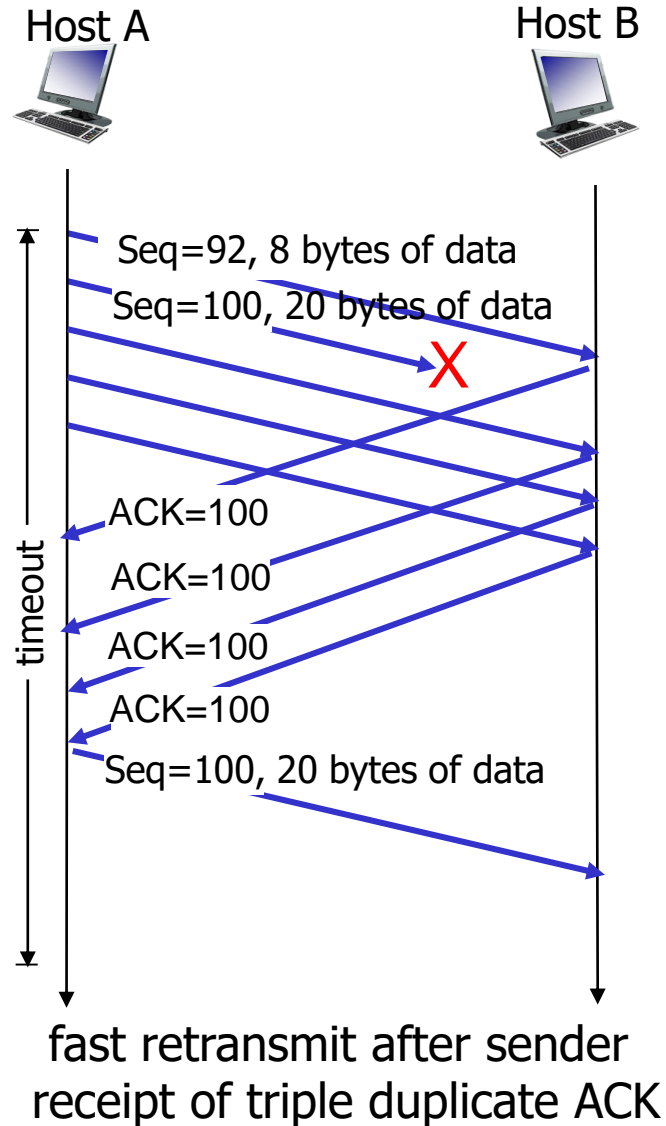 Host A
Host B
Seq=92, 8 bytes of data
Seq=100, 20 bytes of data
X
ACK=100
timeout
ACK=100
ACK=100
ACK=100
Seq=100, 20 bytes of data
fast retransmit after sender
receipt of triple duplicate ACK